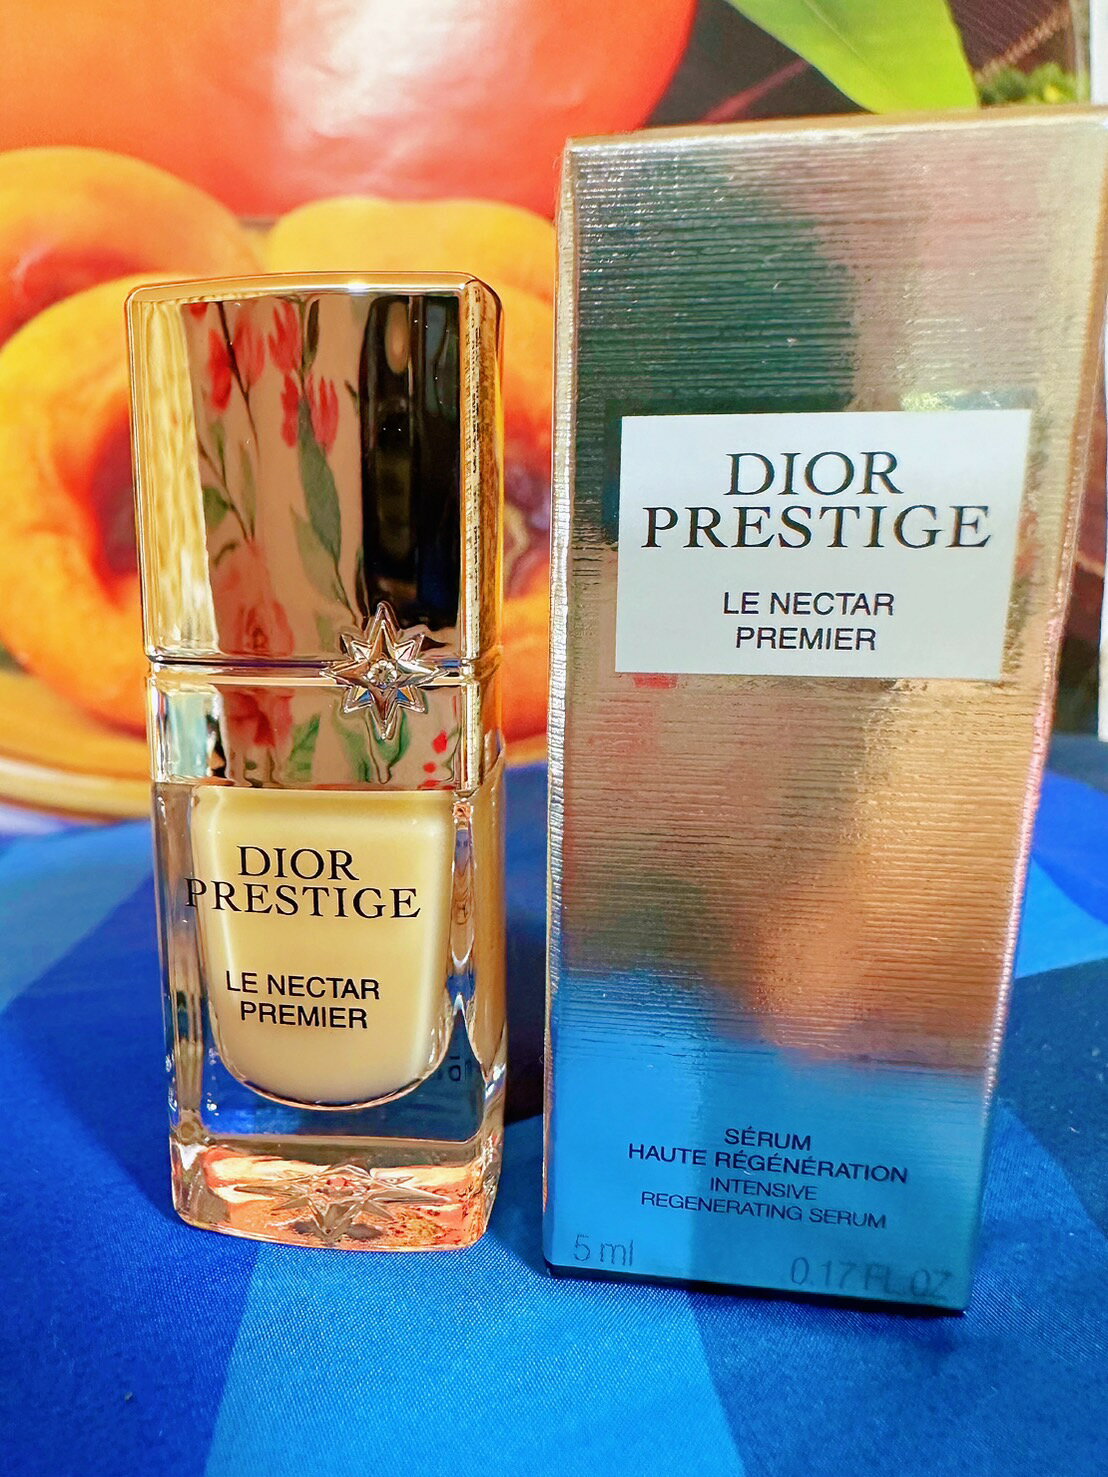 DIOR
PRESTIGE
LE NECTAR
PREMIER
DIOR
PRESTIGE
LE NECTAR
PREMIER
SÉRUM
HAUTE RÉGÉNÉRATION
INTENSIVE
REGENERATING SERUM
5 ml 0.17 FL.OZ